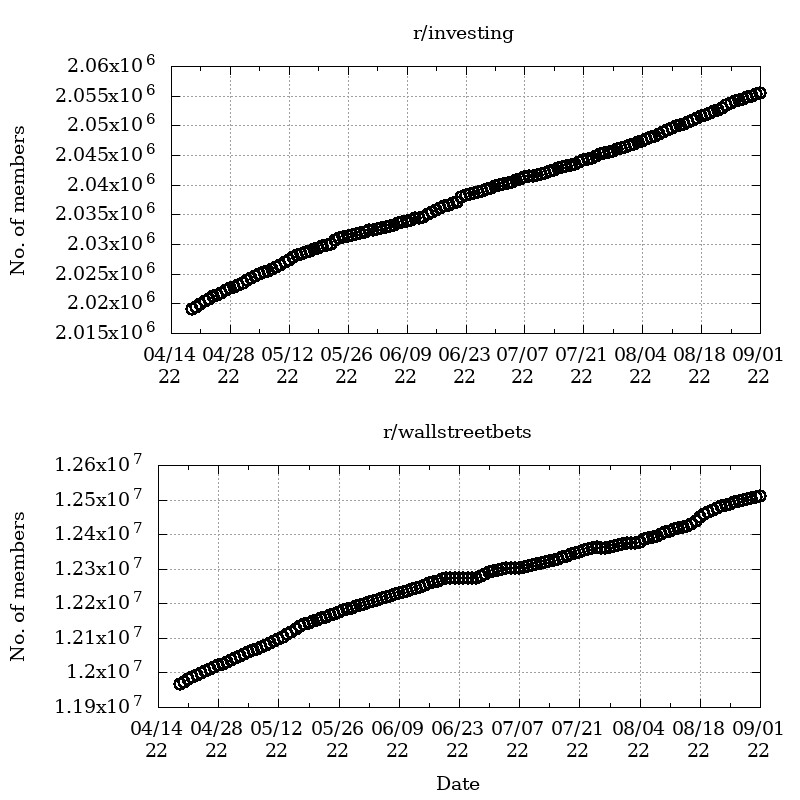 r/investing
No. of members
2.06x10^6
2.055x10^6
2.05x10^6
2.045x10^6
2.04x10^6
2.035x10^6
2.03x10^6
2.025x10^6
2.02x10^6
2.015x10^6
04/14 04/28 05/12 05/26 06/09 06/23 07/07 07/21 08/04 08/18 09/01
22 22 22 22 22 22 22 22 22 22 22
r/wallstreetbets
No. of members
1.26x10^7
1.25x10^7
1.24x10^7
1.23x10^7
1.22x10^7
1.21x10^7
1.2x10^7
1.19x10^7
04/14 04/28 05/12 05/26 06/09 06/23 07/07 07/21 08/04 08/18 09/01
22 22 22 22 22 22 22 22 22 22 22
Date